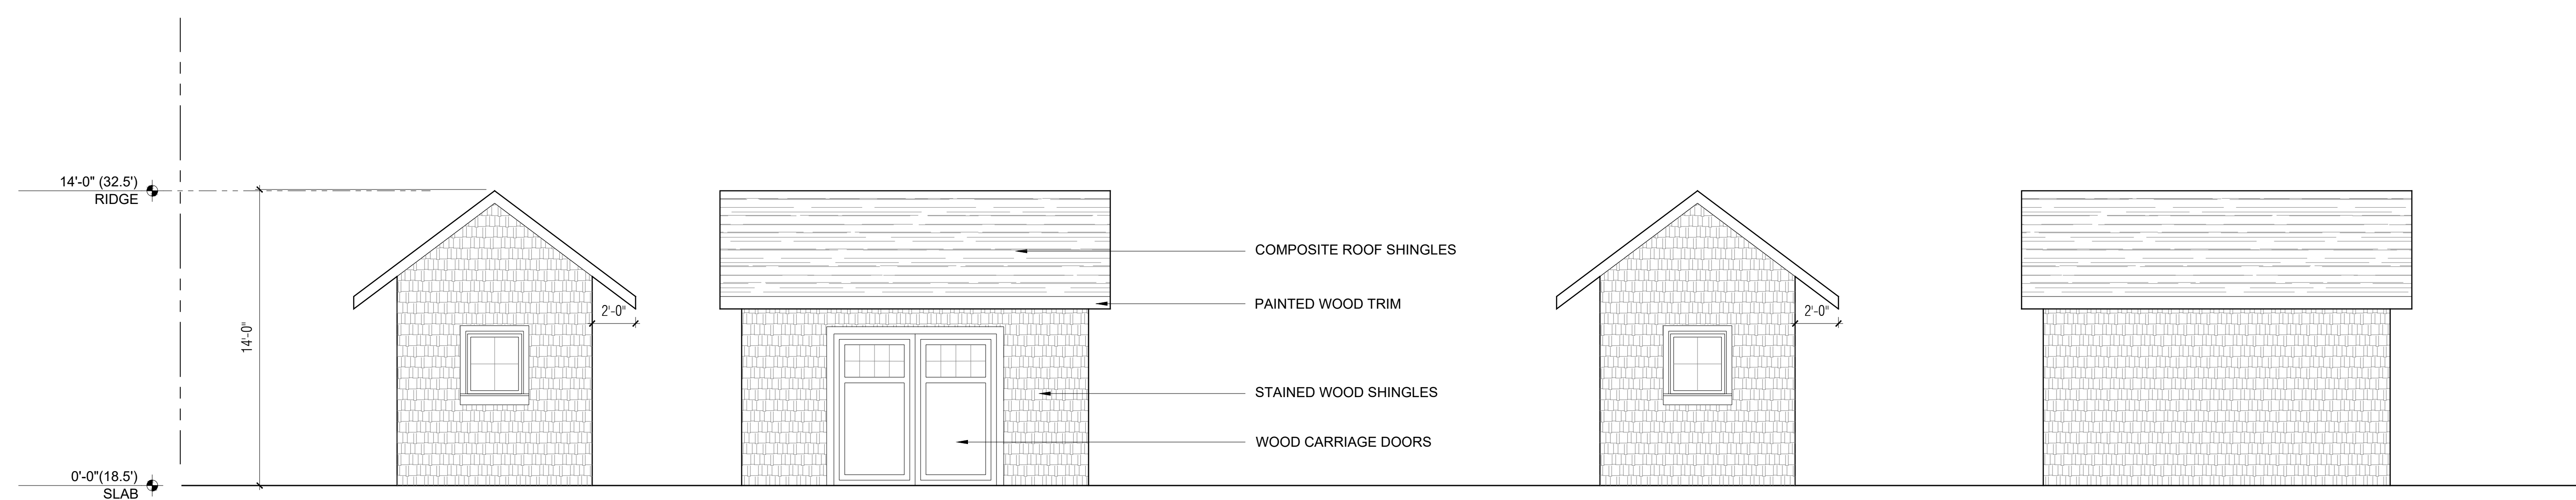 14'-0" (32.5')
RIDGE
14'-0"
2'-0"
COMPOSITE ROOF SHINGLES
PAINTED WOOD TRIM
STAINED WOOD SHINGLES
WOOD CARRIAGE DOORS
2'-0"
0'-0"(18.5')
SLAB